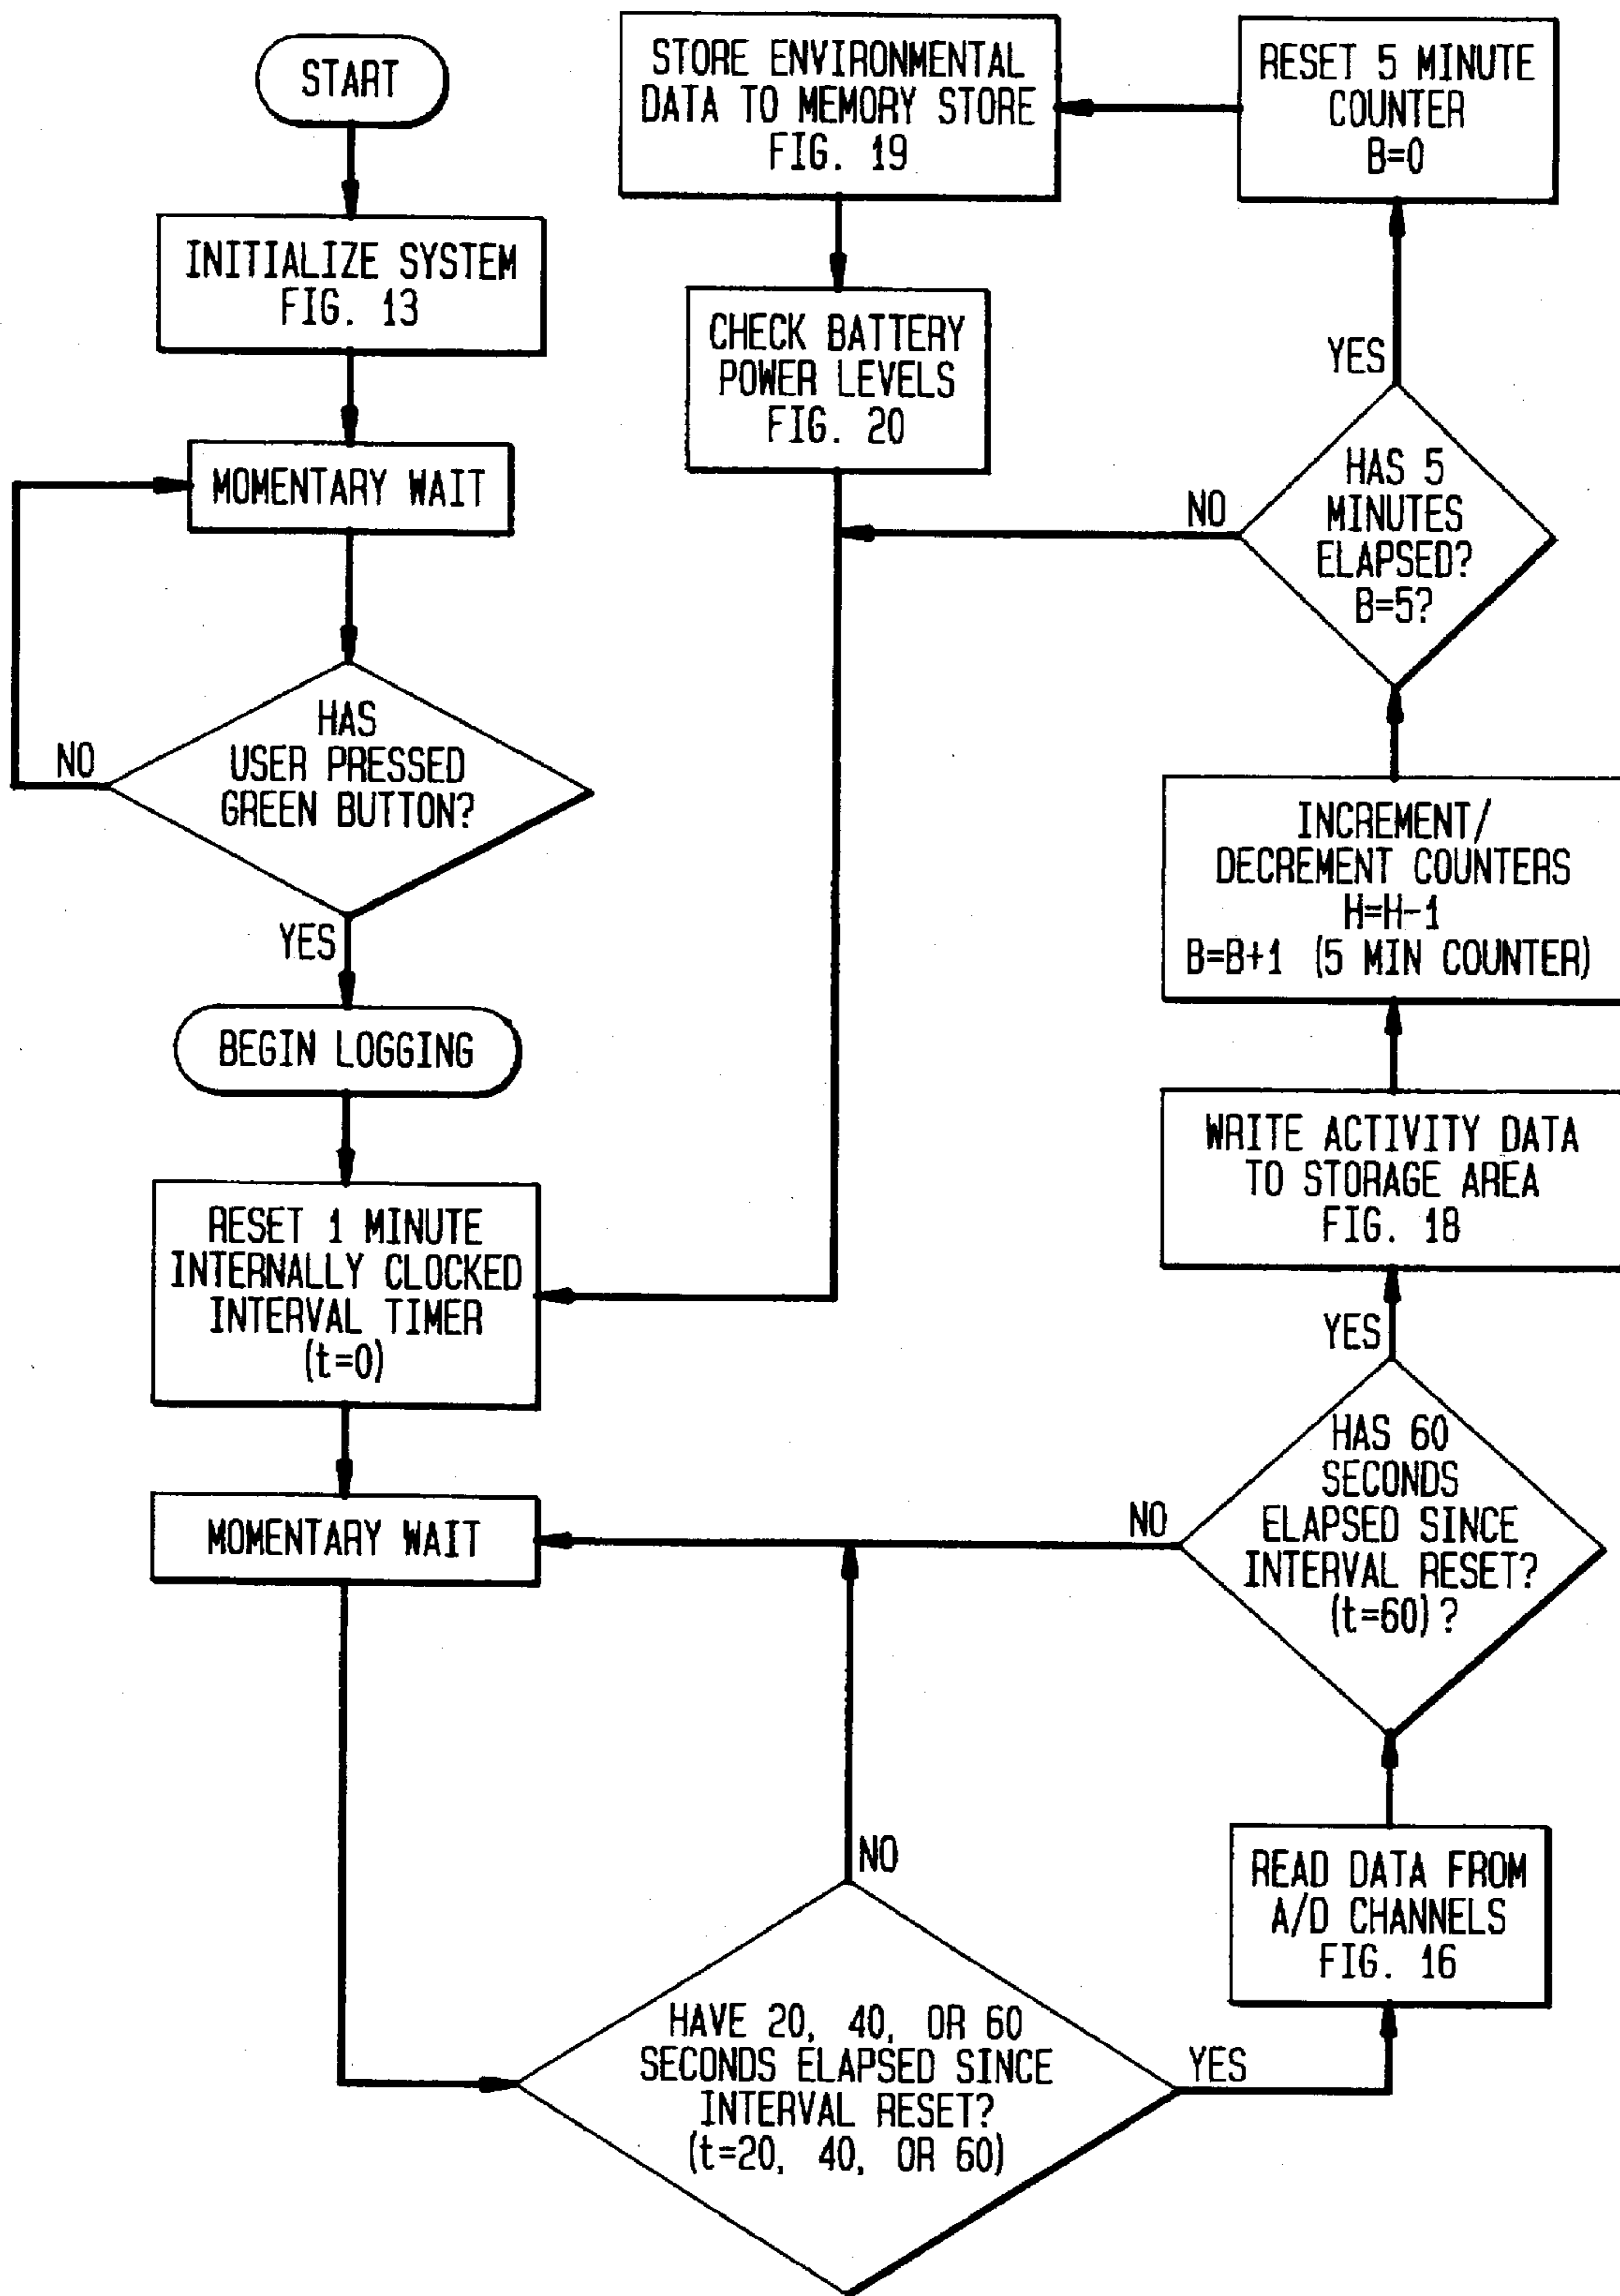 START
INITIALIZE SYSTEM
FIG. 13
MOMENTARY WAIT
HAS
USER PRESSED
GREEN BUTTON?
NO
YES
BEGIN LOGGING
RESET 1 MINUTE
INTERNALLY CLOCKED
INTERVAL TIMER
(t=0)
MOMENTARY WAIT
HAVE 20, 40, OR 60
SECONDS ELAPSED SINCE
INTERVAL RESET?
(t=20, 40, OR 60)
NO
YES
READ DATA FROM
A/D CHANNELS
FIG. 16
HAS 60
SECONDS
ELAPSED SINCE
INTERVAL RESET?
(t=60)?
NO
YES
WRITE ACTIVITY DATA
TO STORAGE AREA
FIG. 18
INCREMENT/
DECREMENT COUNTERS
H=H-1
B=B+1 (5 MIN COUNTER)
HAS 5
MINUTES
ELAPSED?
B=5?
NO
YES
RESET 5 MINUTE
COUNTER
B=0
STORE ENVIRONMENTAL
DATA TO MEMORY STORE
FIG. 19
CHECK BATTERY
POWER LEVELS
FIG. 20